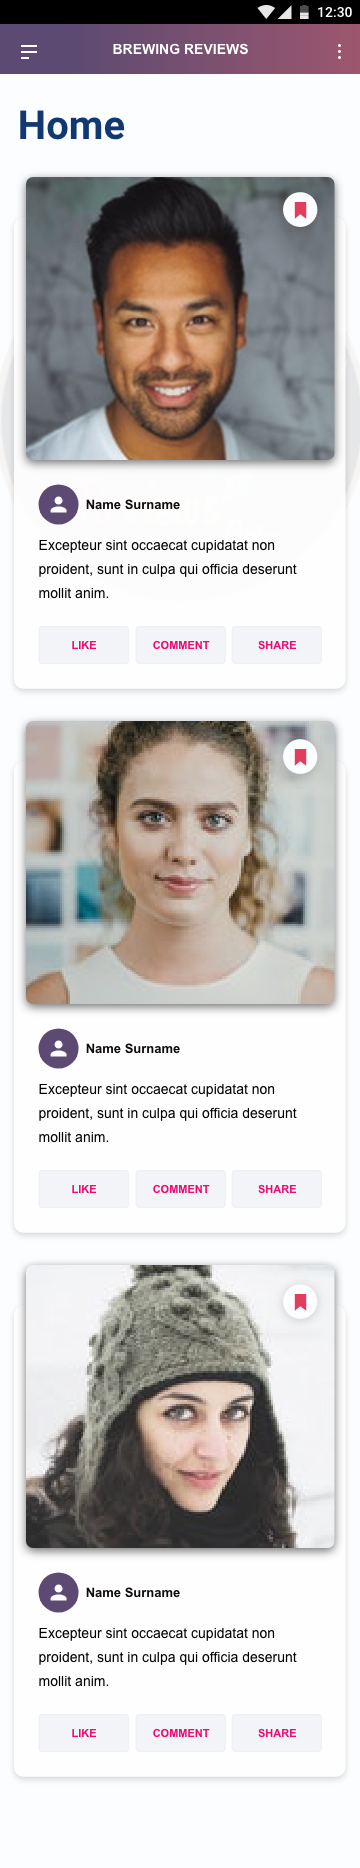 12:30
BREWING REVIEWS
Home
Name Surname
Excepteur sint occaecat cupidatat non
proident, sunt in culpa qui officia deserunt
mollit anim.
LIKE COMMENT SHARE
Name Surname
Excepteur sint occaecat cupidatat non
proident, sunt in culpa qui officia deserunt
mollit anim.
LIKE COMMENT SHARE
Name Surname
Excepteur sint occaecat cupidatat non
proident, sunt in culpa qui officia deserunt
mollit anim.
LIKE COMMENT SHARE